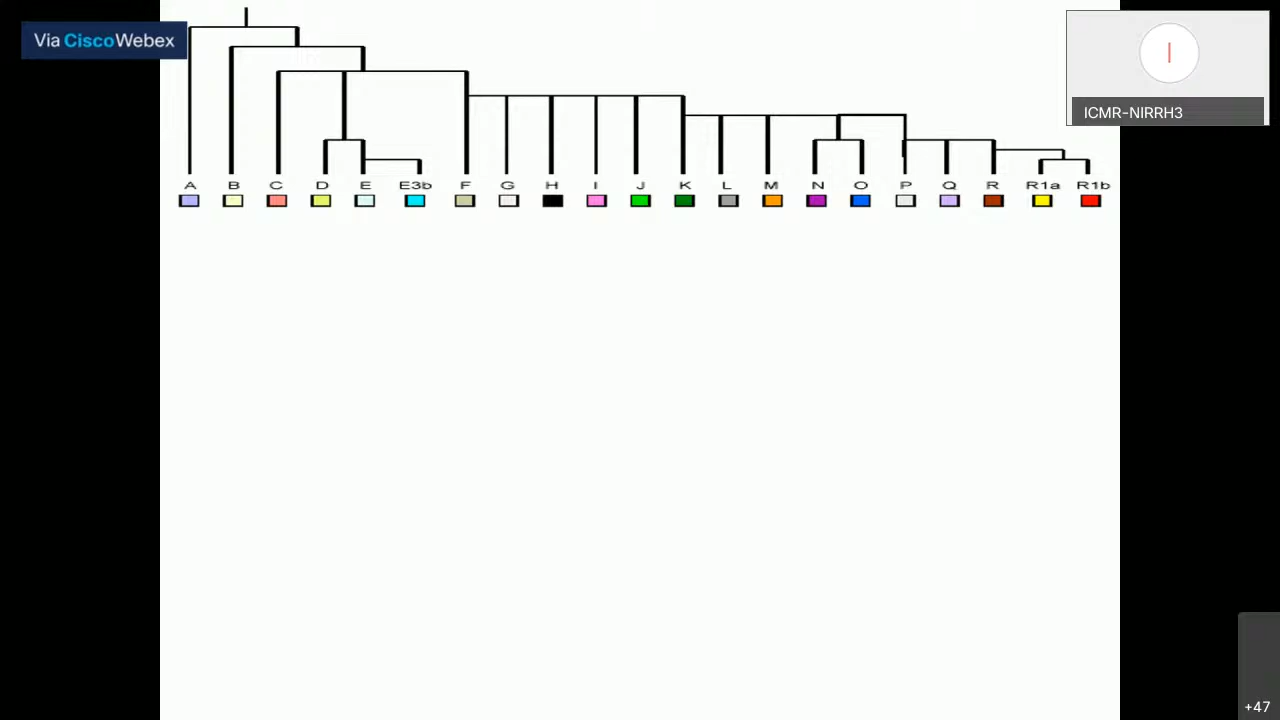 Via CiscoWebex
ICMR-NIRRH3
A B C D E E3b F G H I J K L M N O P Q R R1a R1b
+47